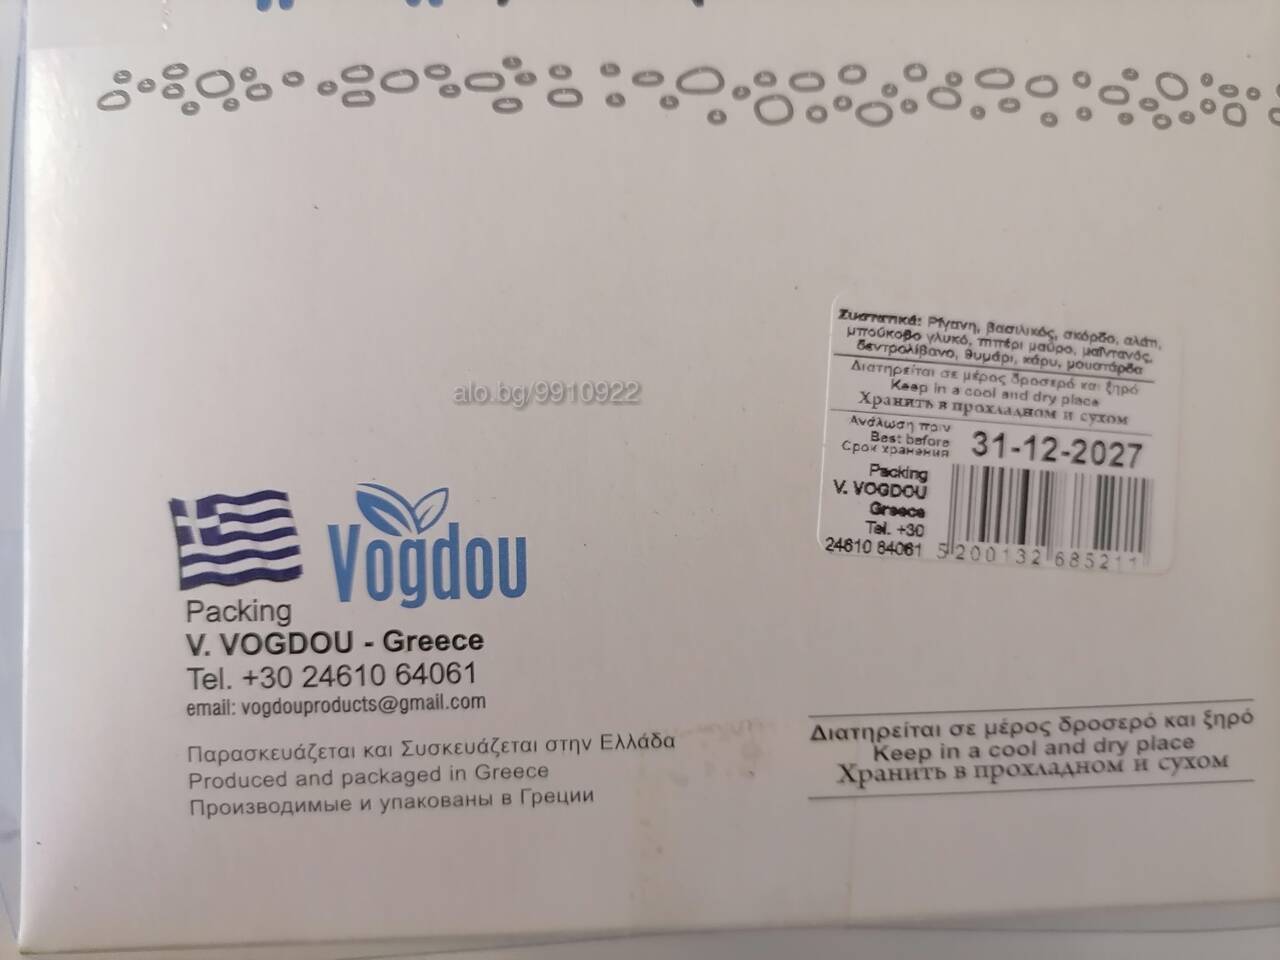 Συστατικά: Ρίγανη, βασιλικός, σκόρδο, αλάτι,
μπούκοβο γλυκό, πιπέρι μαύρο, μαϊντανός,
δεντρολίβανο, θυμάρι, κάρυ, μουστάρδα
Διατηρείται σε μέρος δροσερό και ξηρό
Keep in a cool and dry place
Хранить в прохладном и сухом
Ανάλωση πριν
Best before
Срок хранения
31-12-2027
Packing
V. VOGDOU
Greece
Tel. +30
24610 64061
5 200132 685211
alo.bg/9910922
Vogdou
Packing
V. VOGDOU - Greece
Tel. +30 24610 64061
email: vogdouproducts@gmail.com
Παρασκευάζεται και Συσκευάζεται στην Ελλάδα
Produced and packaged in Greece
Производимые и упакованы в Греции
Διατηρείται σε μέρος δροσερό και ξηρό
Keep in a cool and dry place
Хранить в прохладном и сухом